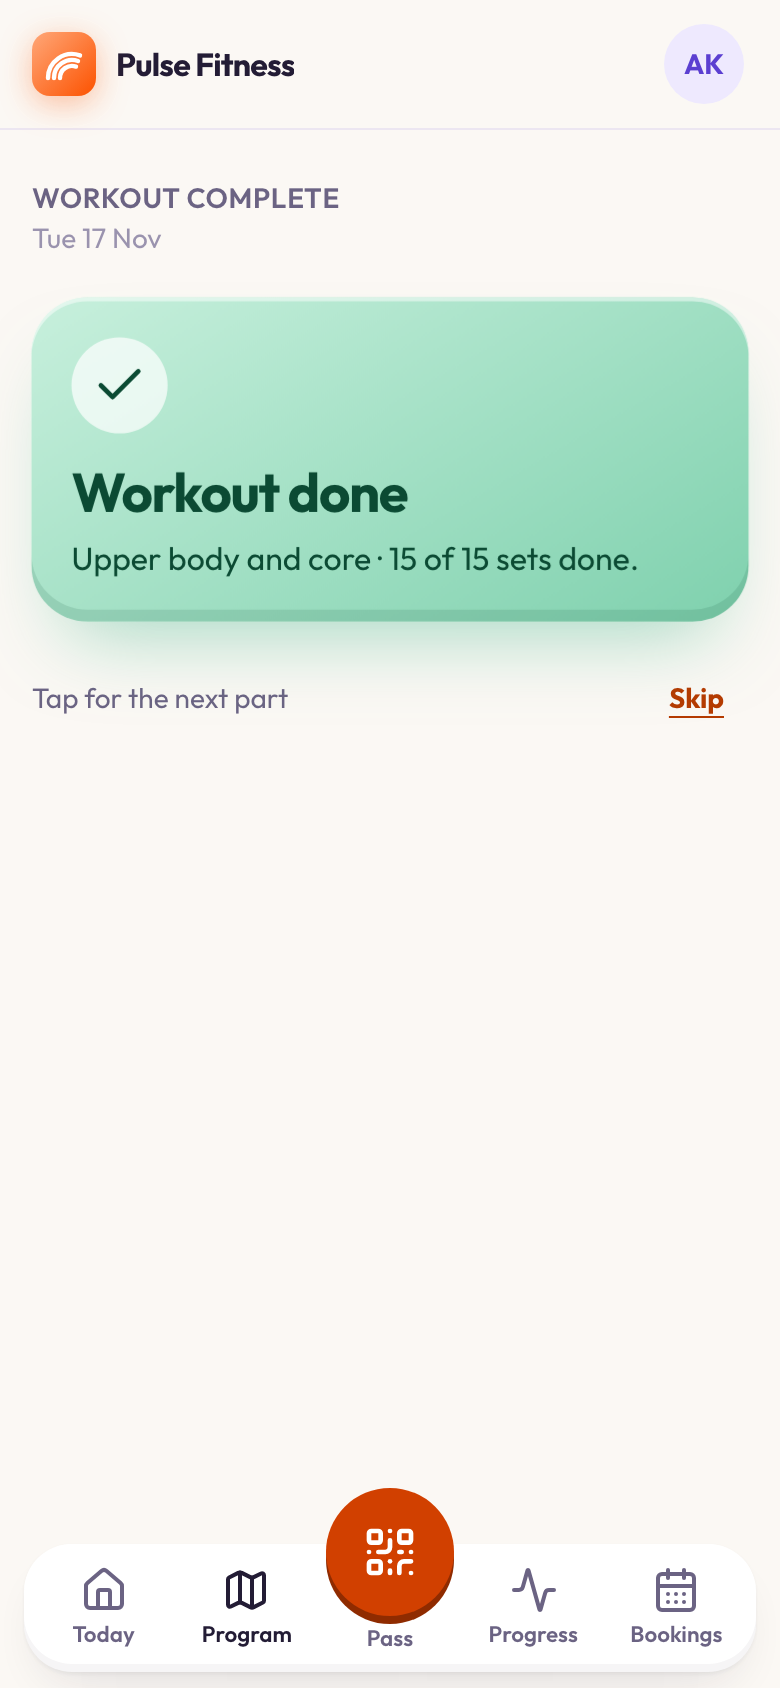 Pulse Fitness
AK
WORKOUT COMPLETE
Tue 17 Nov
Workout done
Upper body and core · 15 of 15 sets done.
Tap for the next part
Skip
Today
Program
Pass
Progress
Bookings